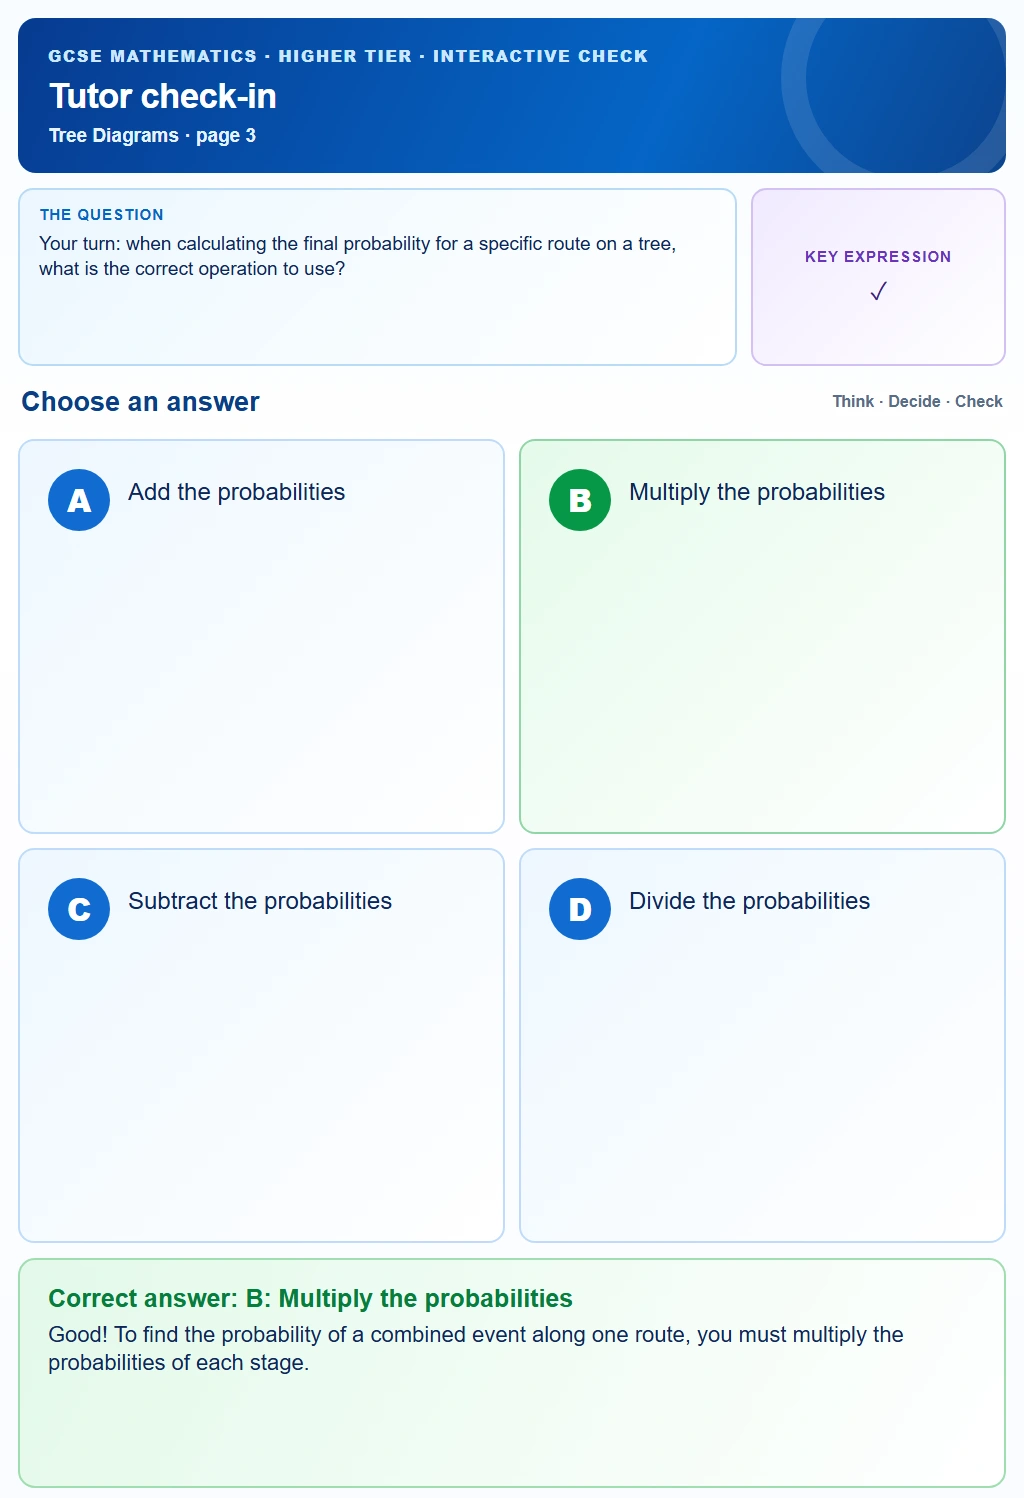 GCSE MATHEMATICS · HIGHER TIER · INTERACTIVE CHECK
Tutor check-in
Tree Diagrams · page 3
THE QUESTION
Your turn: when calculating the final probability for a specific route on a tree,
what is the correct operation to use?
KEY EXPRESSION
✓
Choose an answer
Think · Decide · Check
A
Add the probabilities
B
Multiply the probabilities
C
Subtract the probabilities
D
Divide the probabilities
Correct answer: B: Multiply the probabilities
Good! To find the probability of a combined event along one route, you must multiply the
probabilities of each stage.